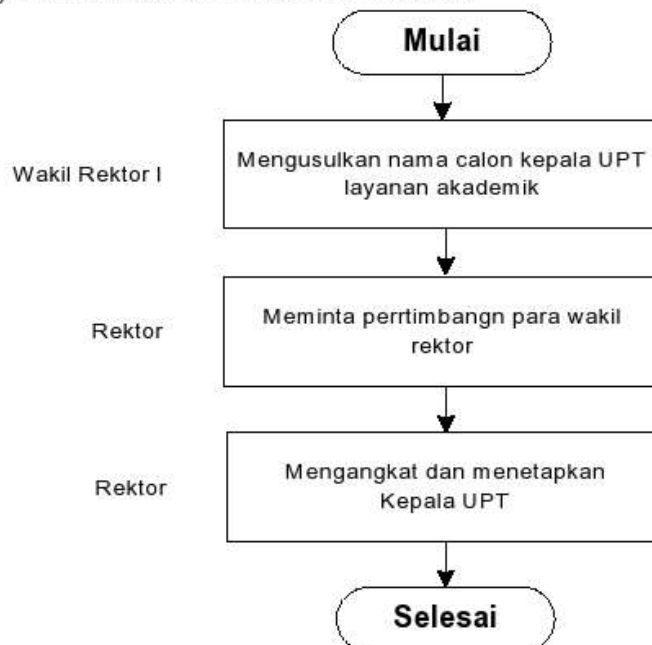 Mulai
Wakil Rektor I
Mengusulkan nama calon kepala UPT
layanan akademik
Rektor
Meminta perrtimbangn para wakil
rektor
Rektor
Mengangkat dan menetapkan
Kepala UPT
Selesai